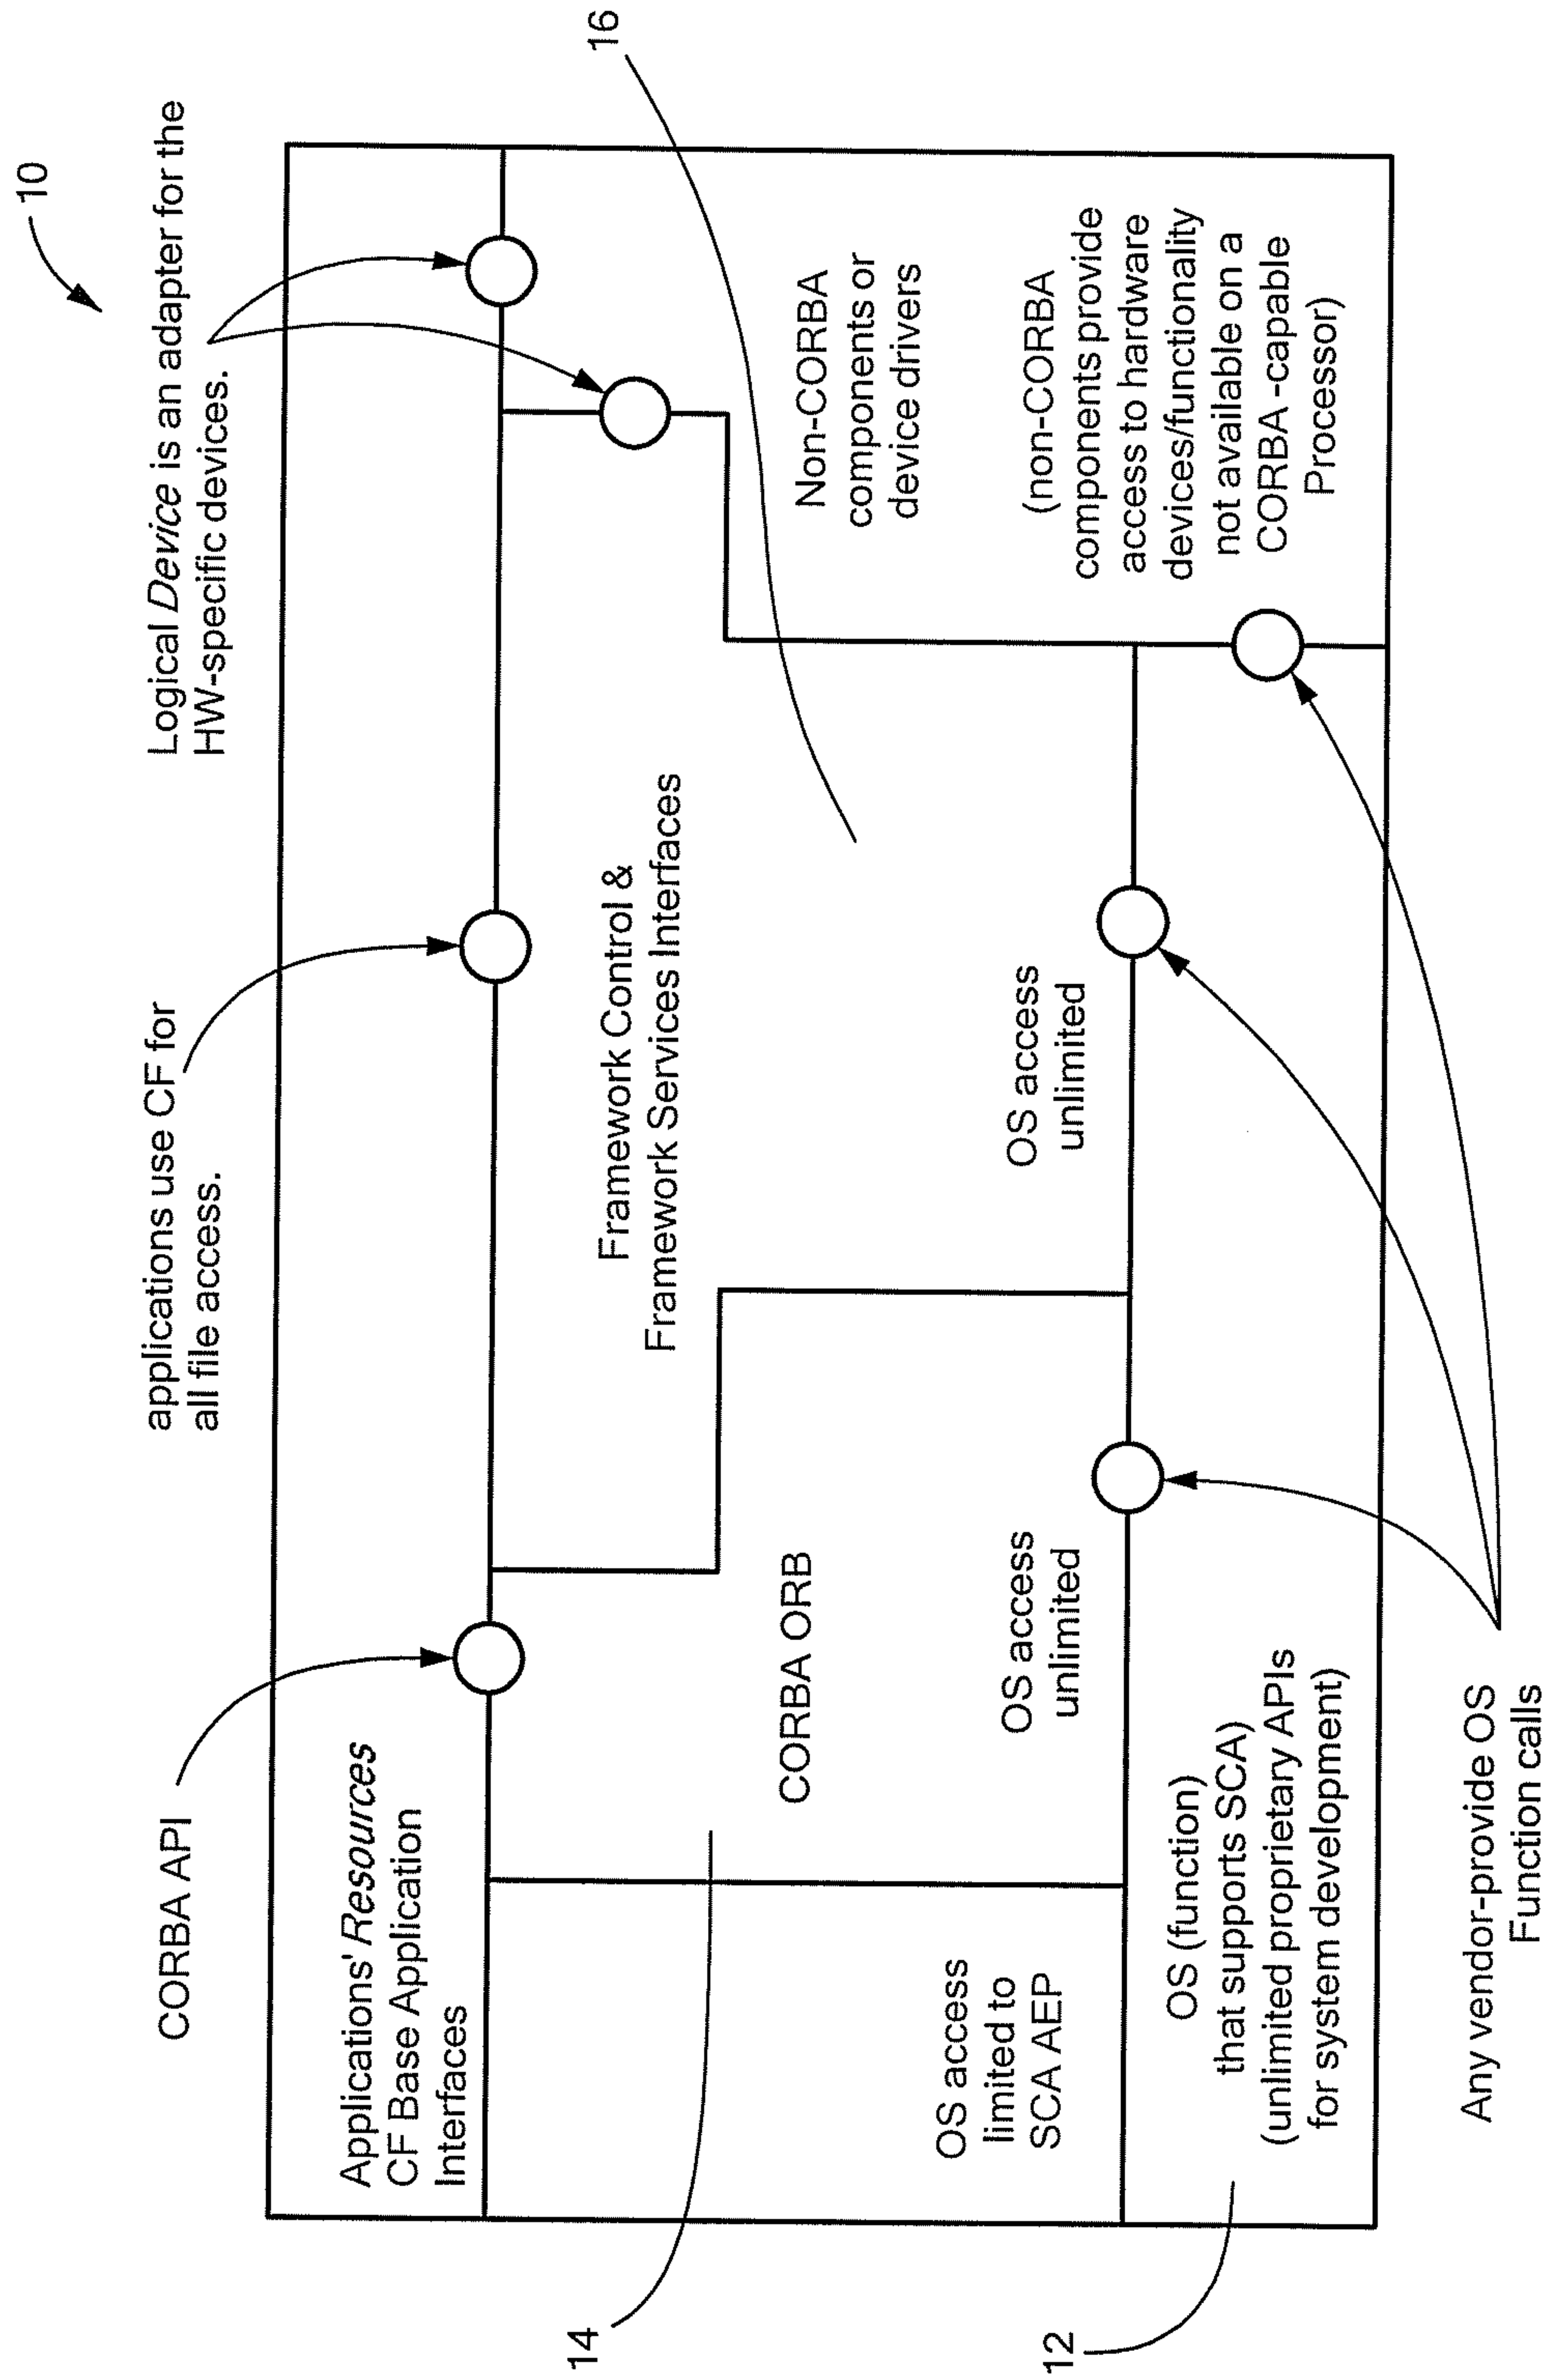 10
Logical Device is an adapter for the
HW-specific devices.
applications use CF for
all file access.
CORBA API
16
Applications' Resources
CF Base Application
Interfaces
Framework Control &
Framework Services Interfaces
Non-CORBA
components or
device drivers
(non-CORBA
components provide
access to hardware
devices/functionality
not available on a
CORBA -capable
Processor)
CORBA ORB
OS access
limited to
SCA AEP
OS access
unlimited
OS access
unlimited
OS (function)
that supports SCA)
(unlimited proprietary APIs
for system development)
14
12
Any vendor-provide OS
Function calls